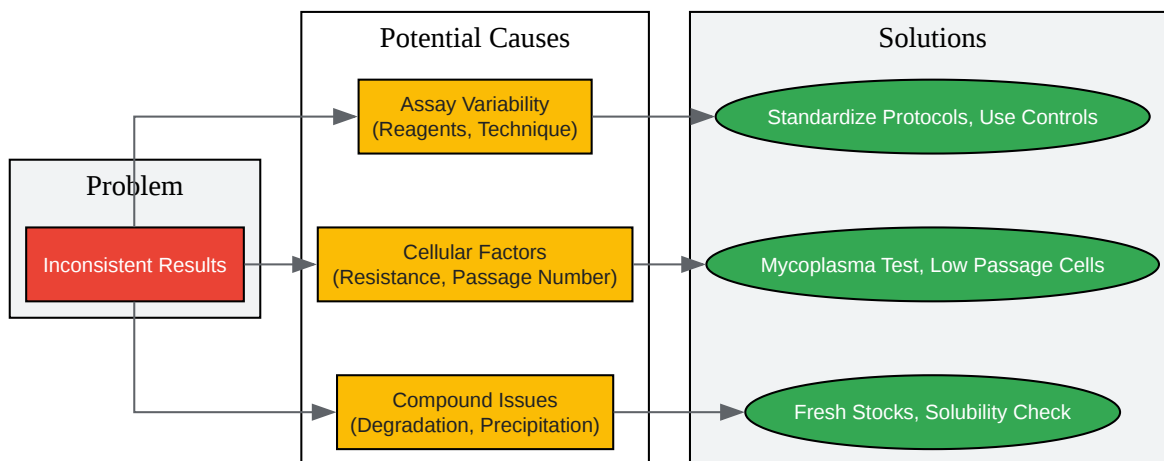 Problem
Inconsistent Results
Potential Causes
Assay Variability
(Reagents, Technique)
Cellular Factors
(Resistance, Passage Number)
Compound Issues
(Degradation, Precipitation)
Solutions
Standardize Protocols, Use Controls
Mycoplasma Test, Low Passage Cells
Fresh Stocks, Solubility Check